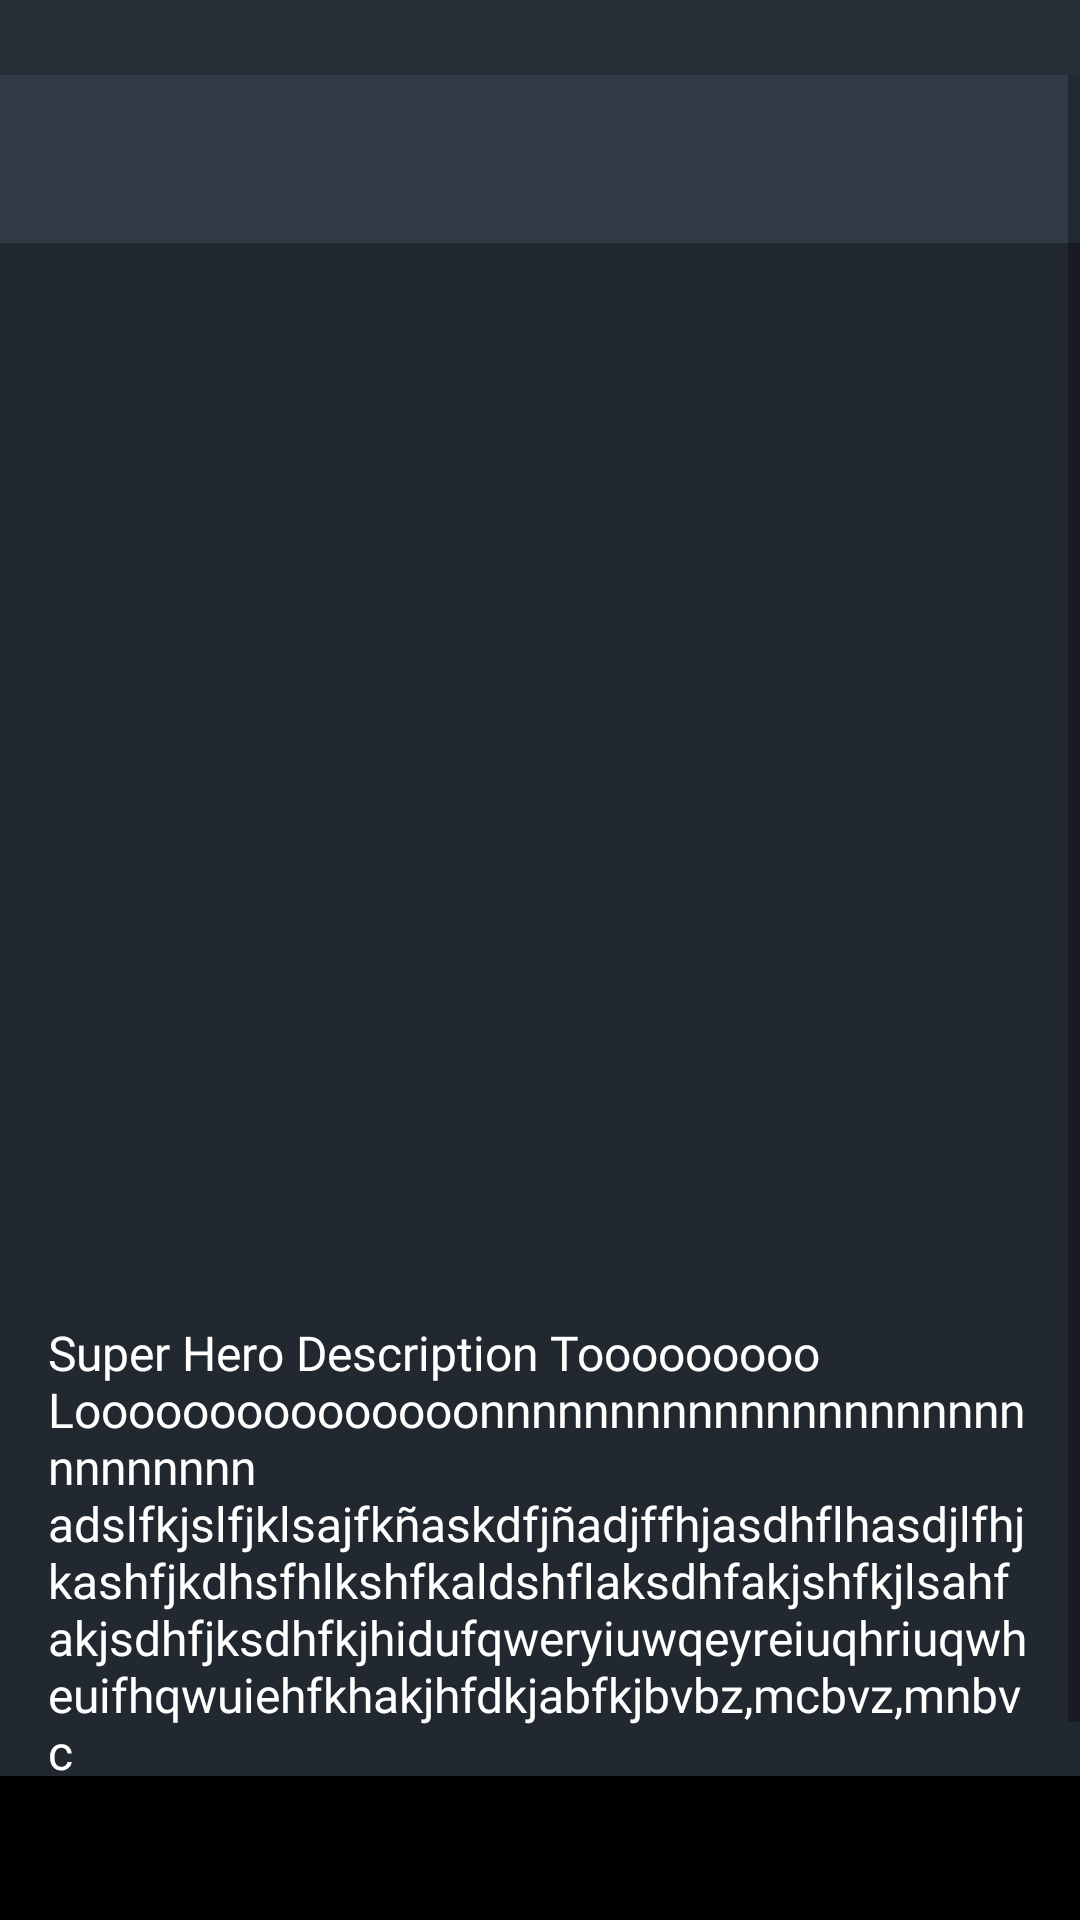 Super Hero Description Tooooooooo
Looooooooooooooonnnnnnnnnnnnnnnnnnnnn
nnnnnnnn
adslfkjslfjklsajfkñaskdfjñadjffhjasdhflhasdjlfhj
kashfjkdhsfhlkshfkaldshflaksdhfakjshfkjlsahf
akjsdhfjksdhfkjhidufqweryiuwqeyreiuqhriuqwh
euifhqwuiehfkhakjhfdkjabfkjbvbz,mcbvz,mnbv
c